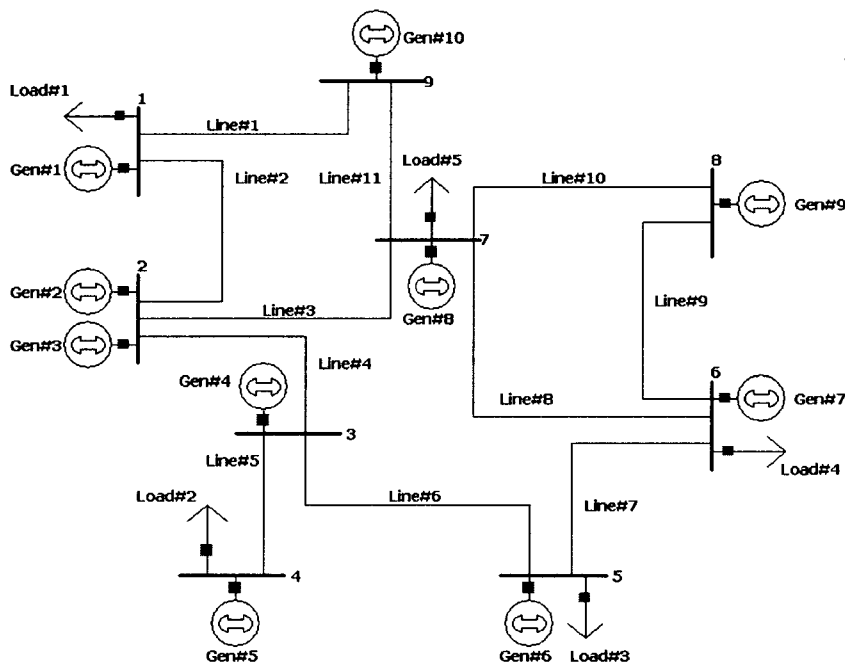 Gen#10
9
Load#1
1
Line#1
Gen#1
Line#2
Line#11
Load#5
Line#10
8
Gen#9
7
2
Gen#2
Line#3
Gen#8
Line#9
Gen#3
Line#4
Gen#4
6
Gen#7
Line#8
3
Line#5
Load#4
Load#2
Line#6
Line#7
4
5
Gen#5
Gen#6
Load#3